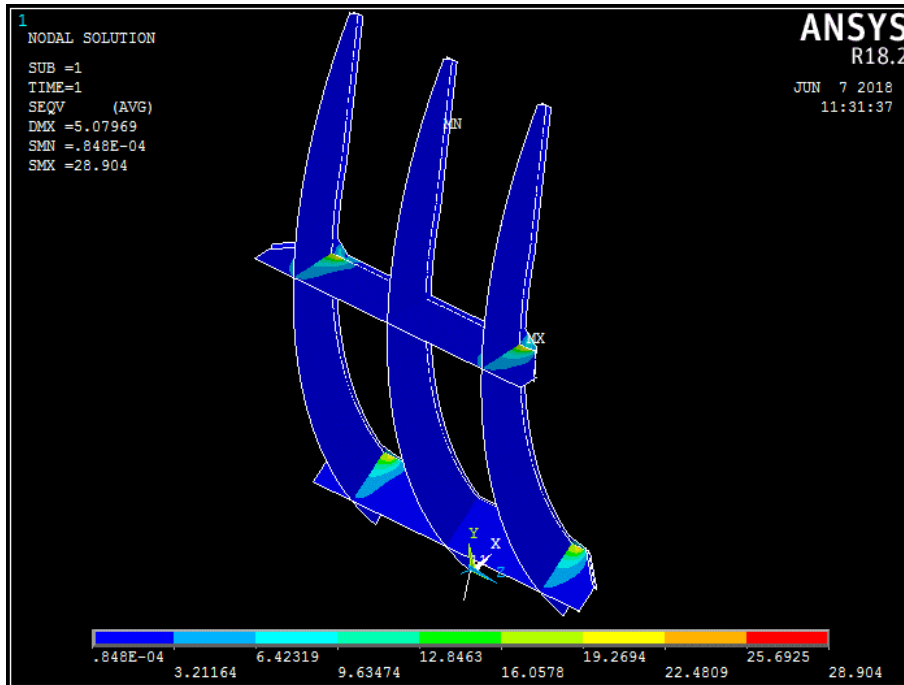 1
NODAL SOLUTION
SUB =1
TIME=1
SEQV (AVG)
DMX =5.07969
SMN =.848E-04
SMX =28.904
ANSYS
R18.2
JUN 7 2018
11:31:37
MN
MX
Y
X
Z
.848E-04
3.21164
6.42319
9.63474
12.8463
16.0578
19.2694
22.4809
25.6925
28.904